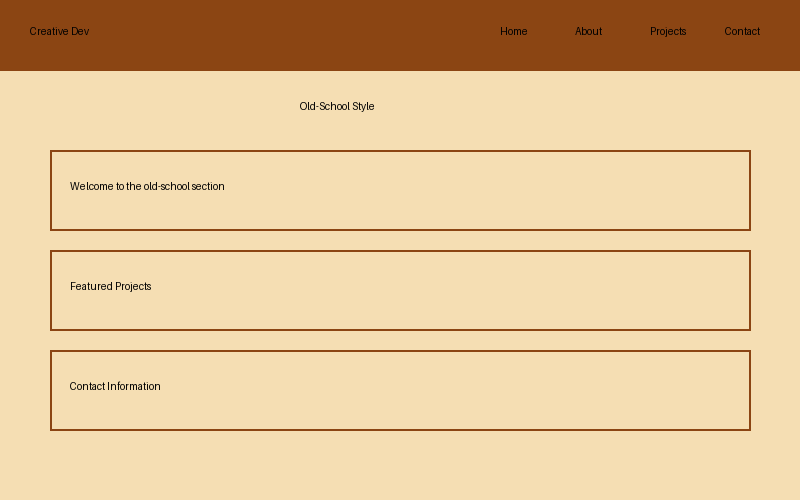 Creative Dev Home About Projects Contact
Old-School Style
Welcome to the old-school section
Featured Projects
Contact Information